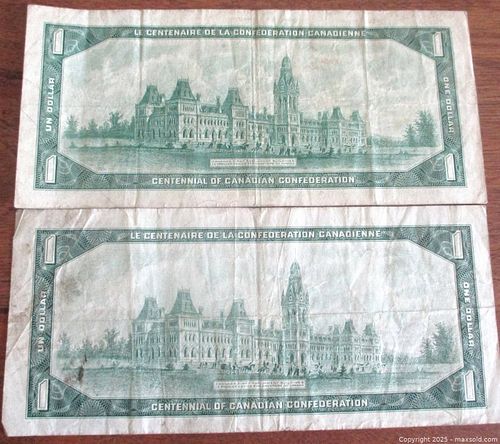 1 LE CENTENAIRE DE LA CONFÉDÉRATION CANADIENNE 1
UN DOLLAR
ONE DOLLAR
1 CENTENNIAL OF CANADIAN CONFEDERATION 1
1 LE CENTENAIRE DE LA CONFÉDÉRATION CANADIENNE 1
UN DOLLAR
ONE DOLLAR
1 CENTENNIAL OF CANADIAN CONFEDERATION 1
Copyright 2025 - maxsold.com